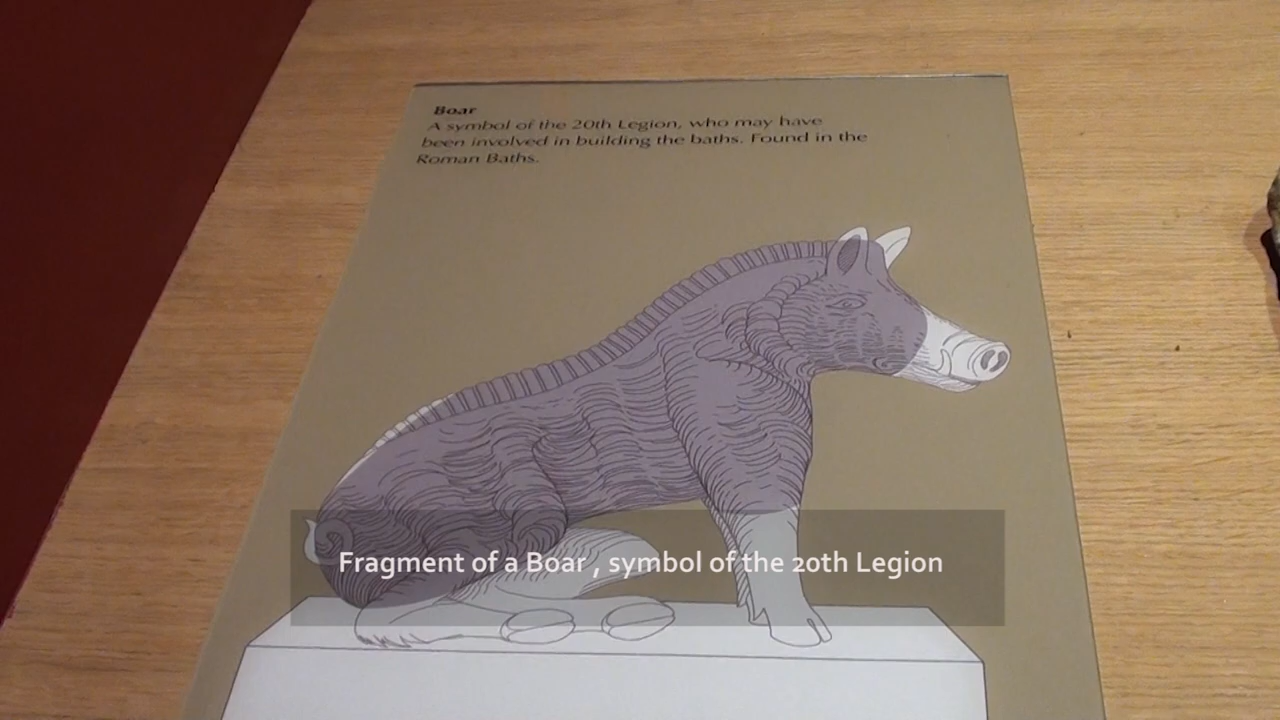 Boar
A symbol of the 20th Legion, who may have
been involved in building the baths. Found in the
Roman Baths.
Fragment of a Boar , symbol of the 20th Legion